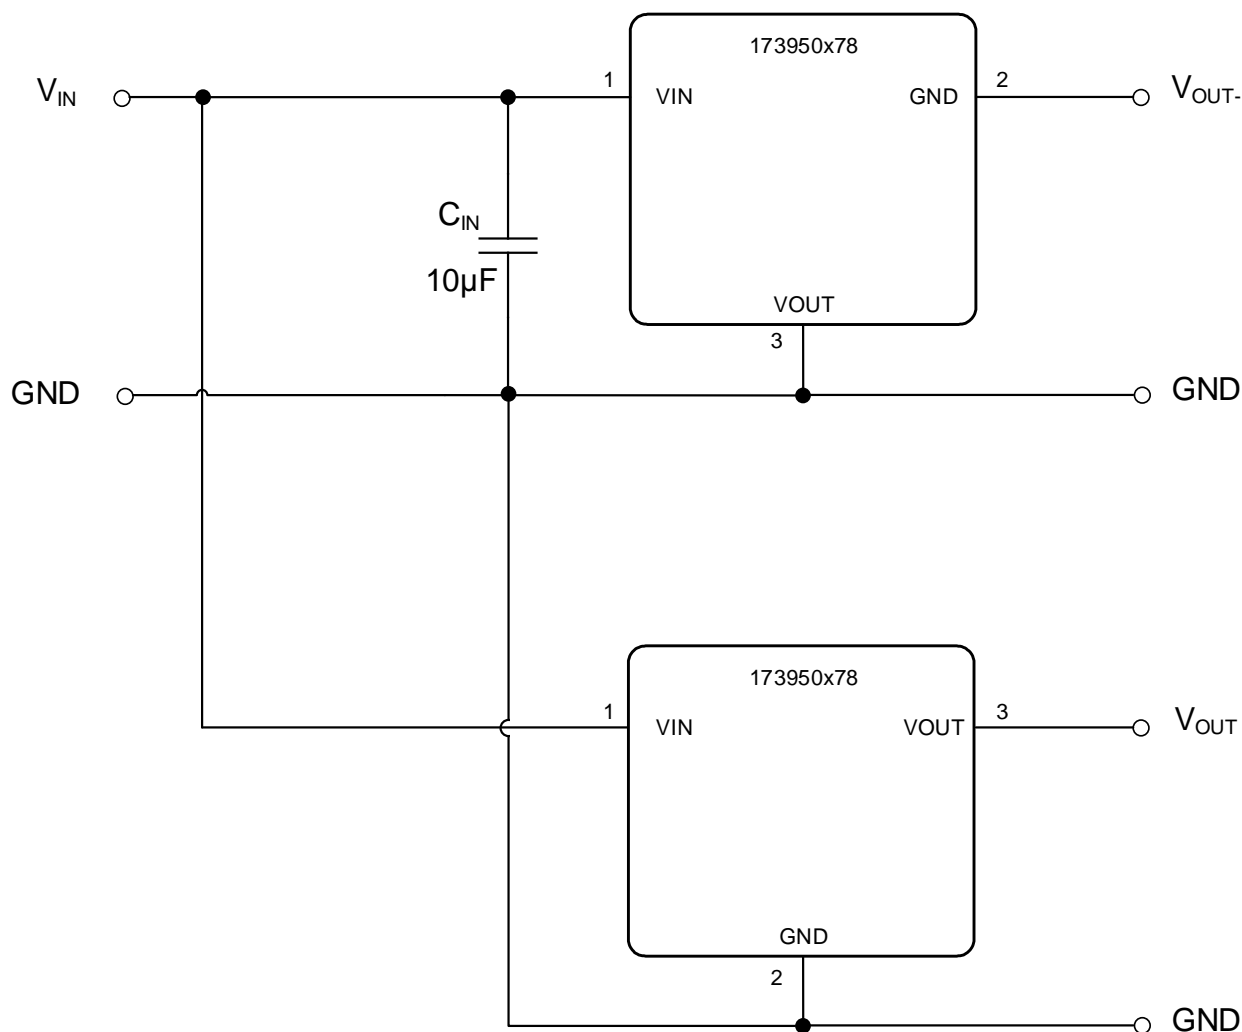 173950x78
V_IN
1
VIN
GND
2
V_OUT-
C_IN
10µF
VOUT
3
GND
GND
173950x78
1
VIN
VOUT
3
V_OUT
GND
2
GND